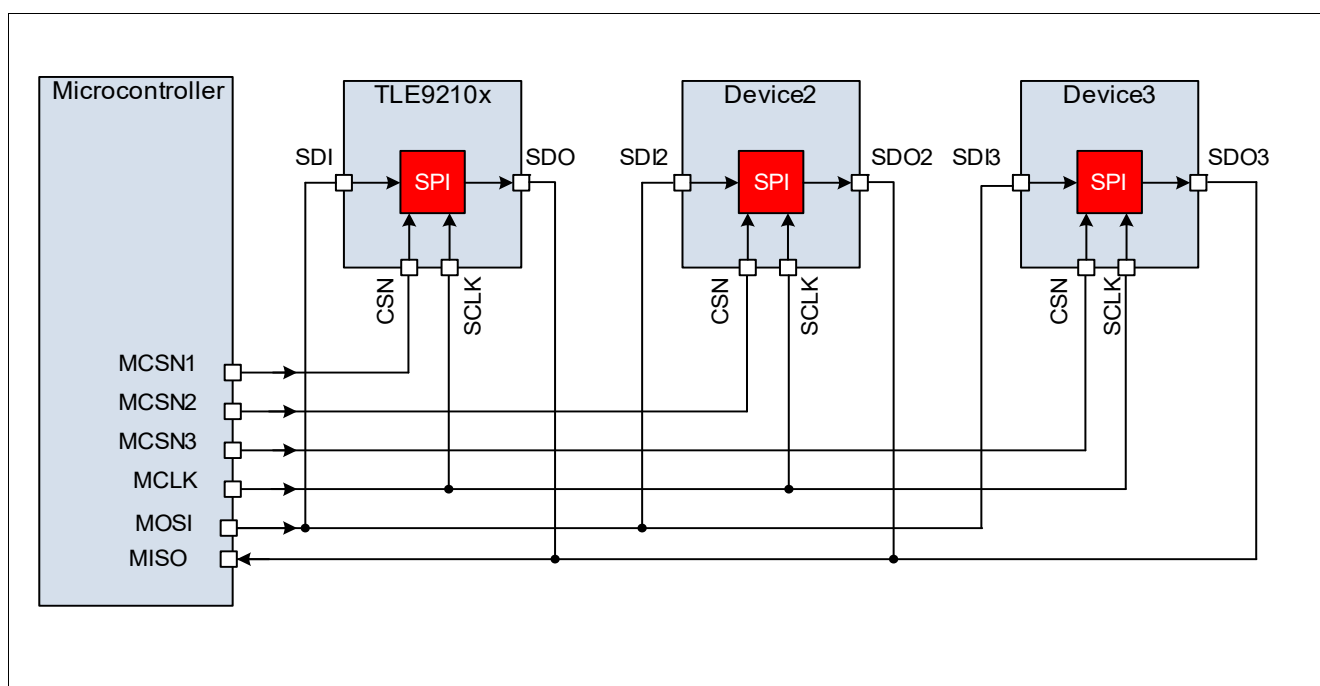 Microcontroller
TLE9210x
Device2
Device3
SDI
SDO
SDI2
SDO2
SDI3
SDO3
SPI
SPI
SPI
CSN
SCLK
CSN
SCLK
CSN
SCLK
MCSN1
MCSN2
MCSN3
MCLK
MOSI
MISO